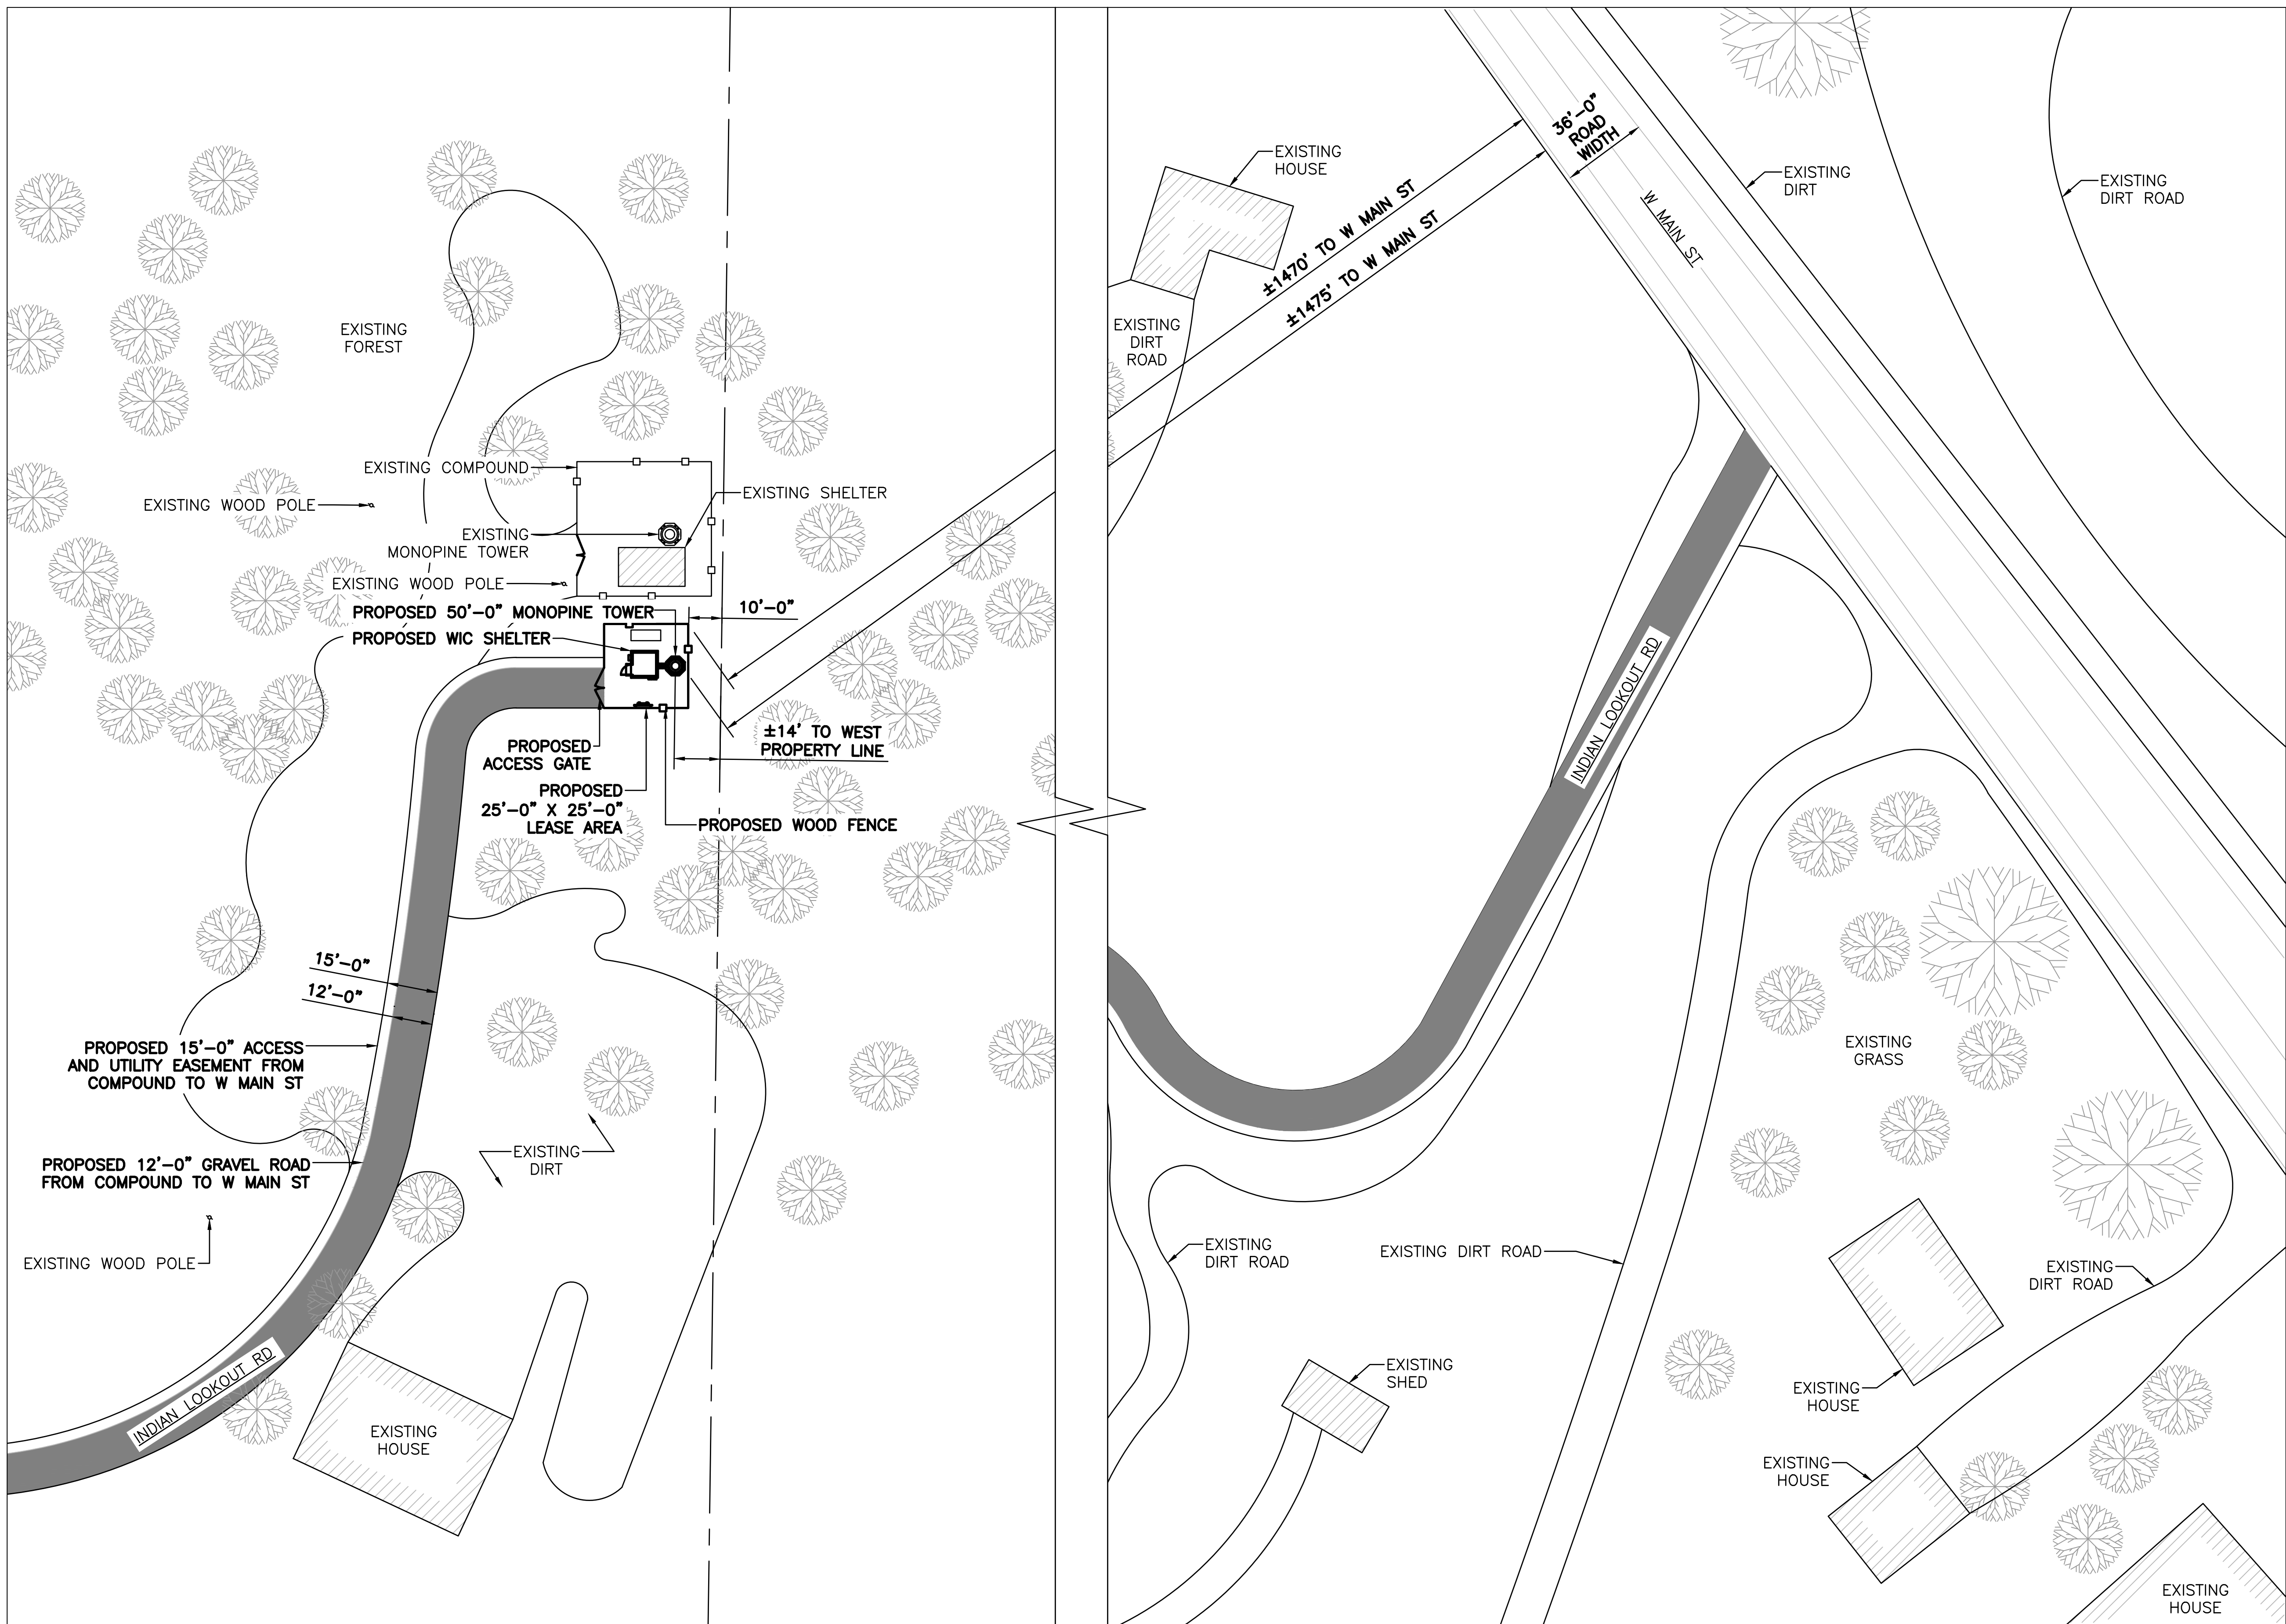 EXISTING
FOREST
EXISTING COMPOUND
EXISTING WOOD POLE
EXISTING SHELTER
EXISTING
MONOPINE TOWER
EXISTING WOOD POLE
PROPOSED 50'-0" MONOPINE TOWER
10'-0"
PROPOSED WIC SHELTER
±14' TO WEST
PROPERTY LINE
PROPOSED
ACCESS GATE
PROPOSED
25'-0" X 25'-0"
LEASE AREA
PROPOSED WOOD FENCE
15'-0"
12'-0"
PROPOSED 15'-0" ACCESS
AND UTILITY EASEMENT FROM
COMPOUND TO W MAIN ST
EXISTING
DIRT
PROPOSED 12'-0" GRAVEL ROAD
FROM COMPOUND TO W MAIN ST
EXISTING WOOD POLE
INDIAN LOOKOUT RD
EXISTING
HOUSE
36'-0"
ROAD
WIDTH
EXISTING
HOUSE
EXISTING
DIRT
EXISTING
DIRT ROAD
W MAIN ST
±1470' TO W MAIN ST
±1475' TO W MAIN ST
EXISTING
DIRT
ROAD
INDIAN LOOKOUT RD
EXISTING
GRASS
EXISTING
DIRT ROAD
EXISTING DIRT ROAD
EXISTING
DIRT ROAD
EXISTING
SHED
EXISTING
HOUSE
EXISTING
HOUSE
EXISTING
HOUSE